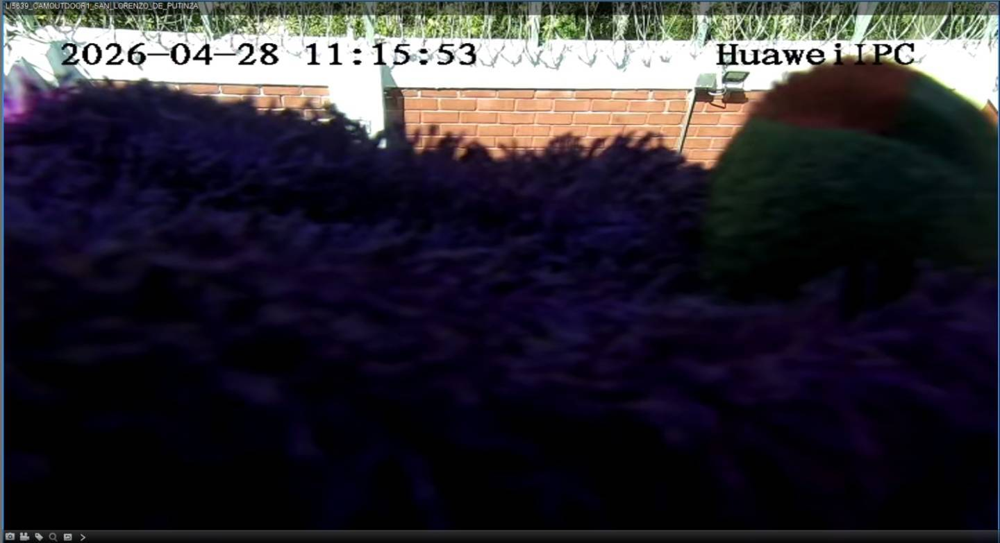 LI5639_CAMOUTDOOR1_SAN_LORENZO_DE_PUTINZA
2026-04-28 11:15:53
HuaweiIPC